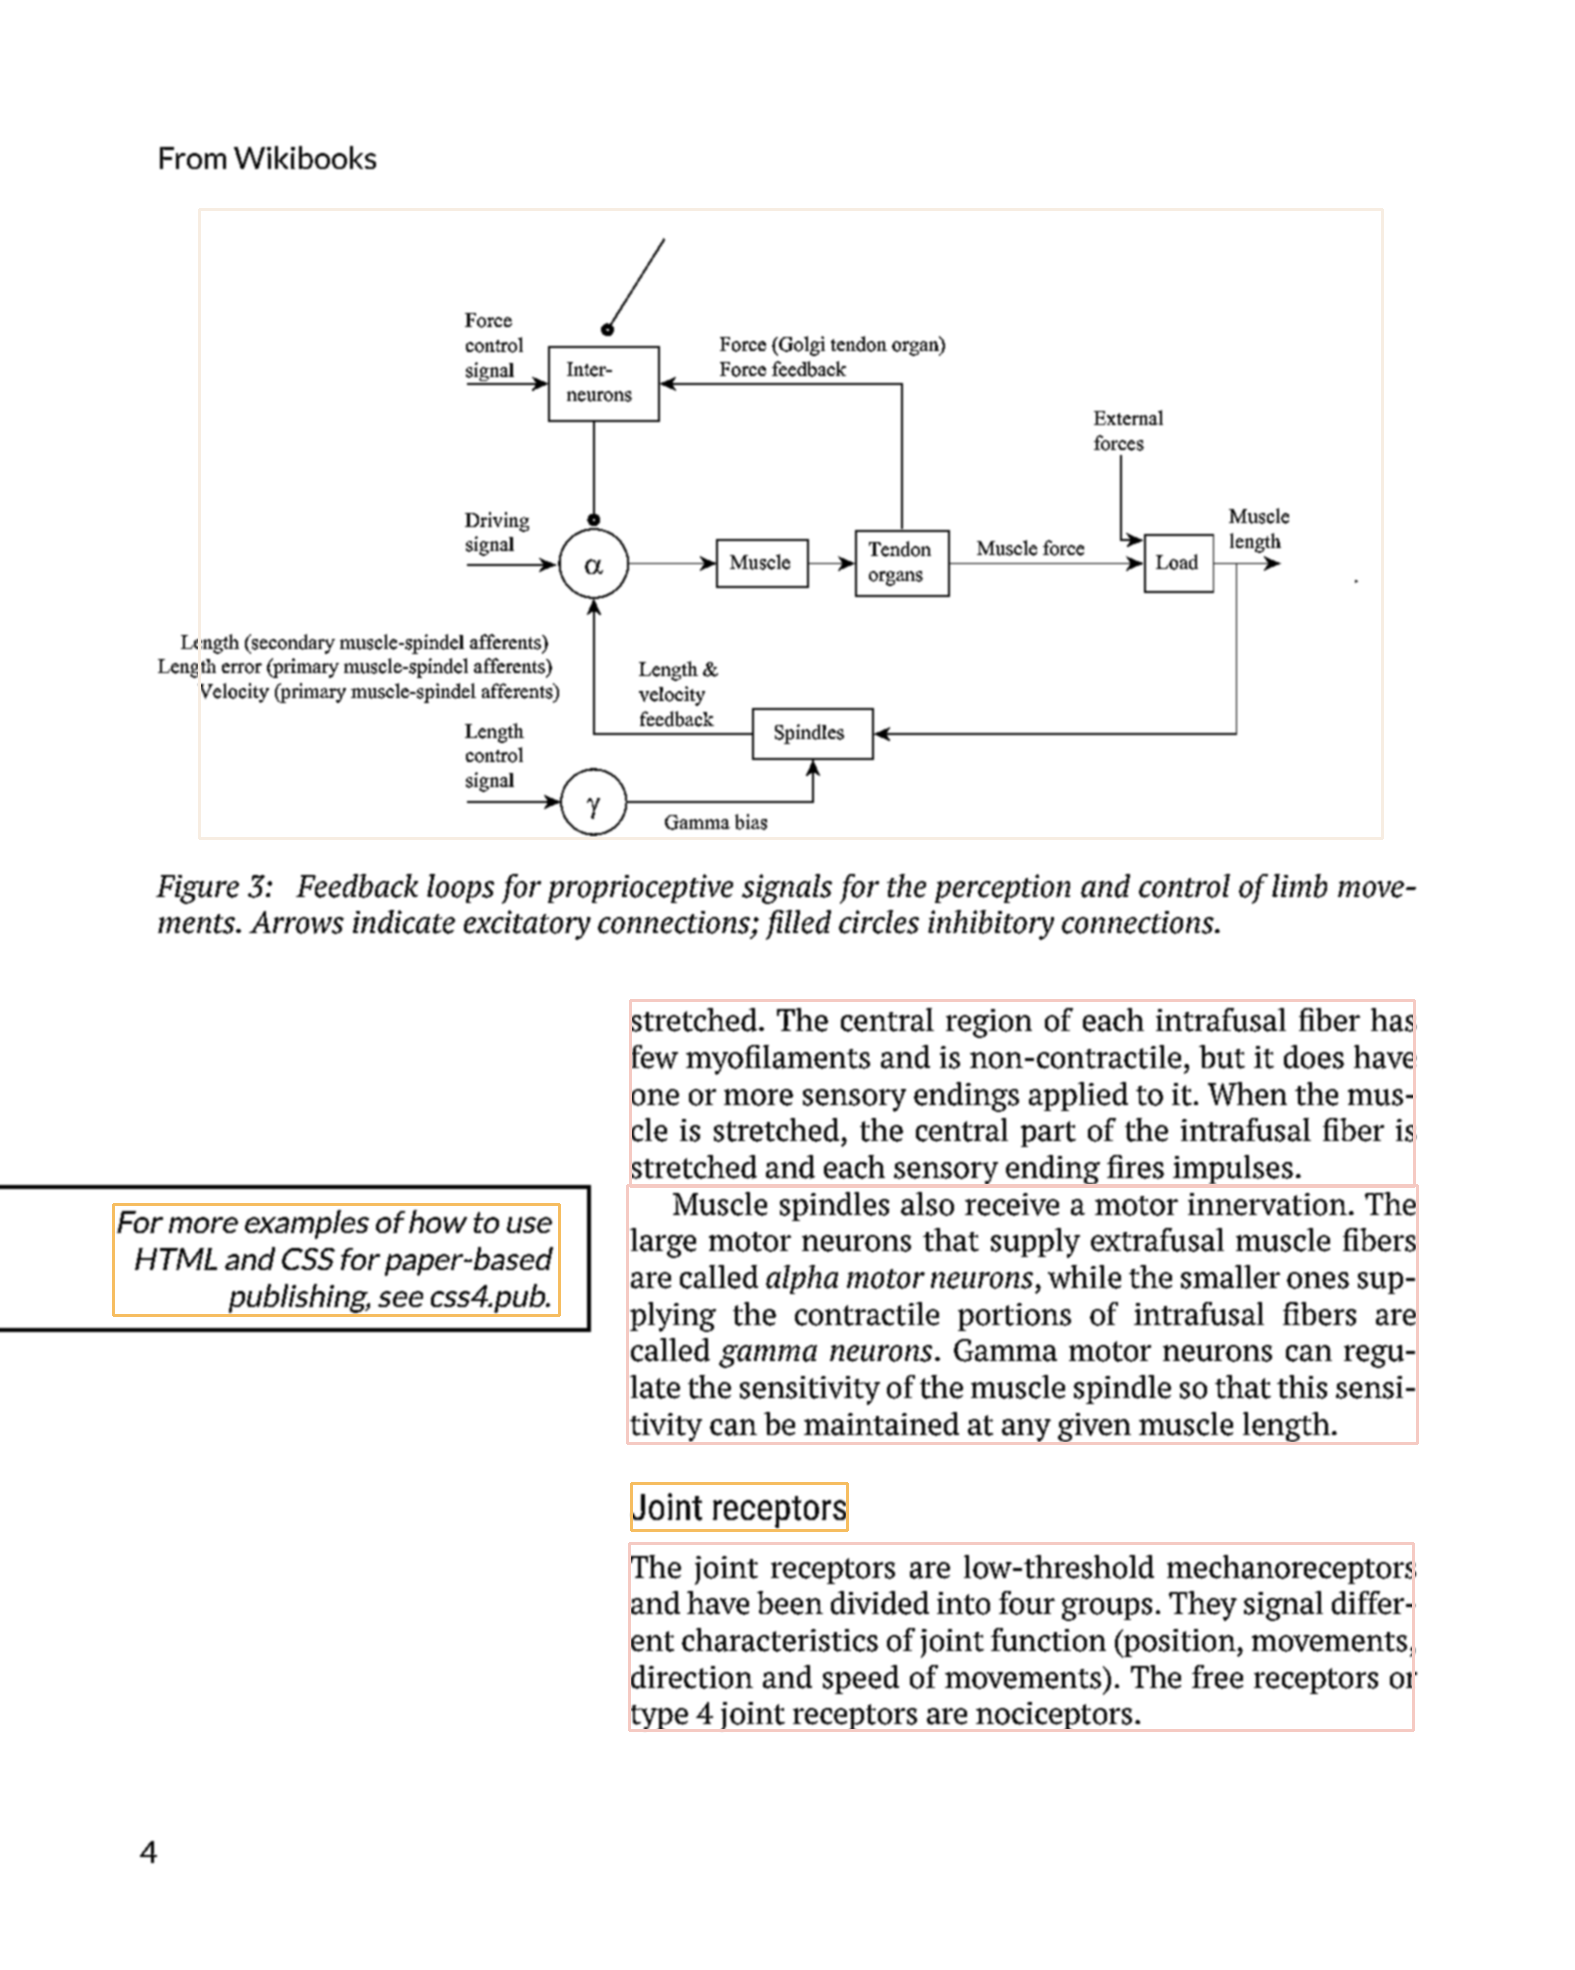 From Wikibooks
Force
control
signal
Inter-
neurons
Force (Golgi tendon organ)
Force feedback
External
forces
Driving
signal
α
Muscle
Tendon
organs
Muscle force
Load
Muscle
length
Length (secondary muscle-spindel afferents)
Length error (primary muscle-spindel afferents)
Velocity (primary muscle-spindel afferents)
Length &
velocity
feedback
Spindles
Length
control
signal
γ
Gamma bias
Figure 3: Feedback loops for proprioceptive signals for the perception and control of limb move-
ments. Arrows indicate excitatory connections; filled circles inhibitory connections.
stretched. The central region of each intrafusal fiber has
few myofilaments and is non-contractile, but it does have
one or more sensory endings applied to it. When the mus-
cle is stretched, the central part of the intrafusal fiber is
stretched and each sensory ending fires impulses.
Muscle spindles also receive a motor innervation. The
large motor neurons that supply extrafusal muscle fibers
are called alpha motor neurons, while the smaller ones sup-
plying the contractile portions of intrafusal fibers are
called gamma neurons. Gamma motor neurons can regu-
late the sensitivity of the muscle spindle so that this sensi-
tivity can be maintained at any given muscle length.
For more examples of how to use
HTML and CSS for paper-based
publishing, see css4.pub.
Joint receptors
The joint receptors are low-threshold mechanoreceptors
and have been divided into four groups. They signal differ-
ent characteristics of joint function (position, movements,
direction and speed of movements). The free receptors or
type 4 joint receptors are nociceptors.
4